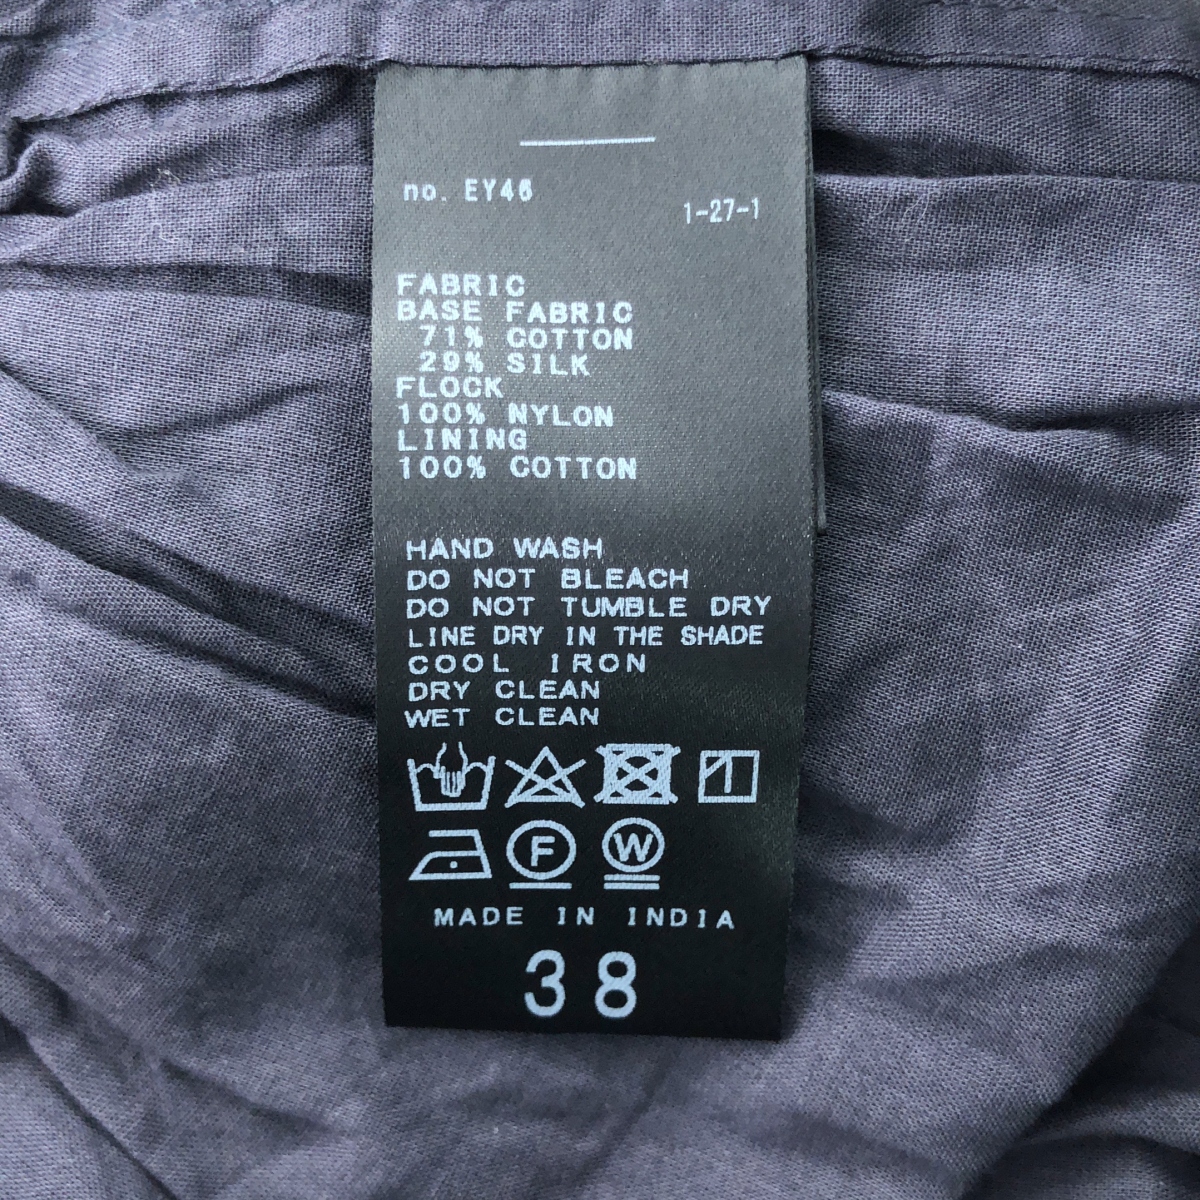 no. EY46
1-27-1
FABRIC
BASE FABRIC
71% COTTON
29% SILK
FLOCK
100% NYLON
LINING
100% COTTON
HAND WASH
DO NOT BLEACH
DO NOT TUMBLE DRY
LINE DRY IN THE SHADE
COOL IRON
DRY CLEAN
WET CLEAN
F W
MADE IN INDIA
38